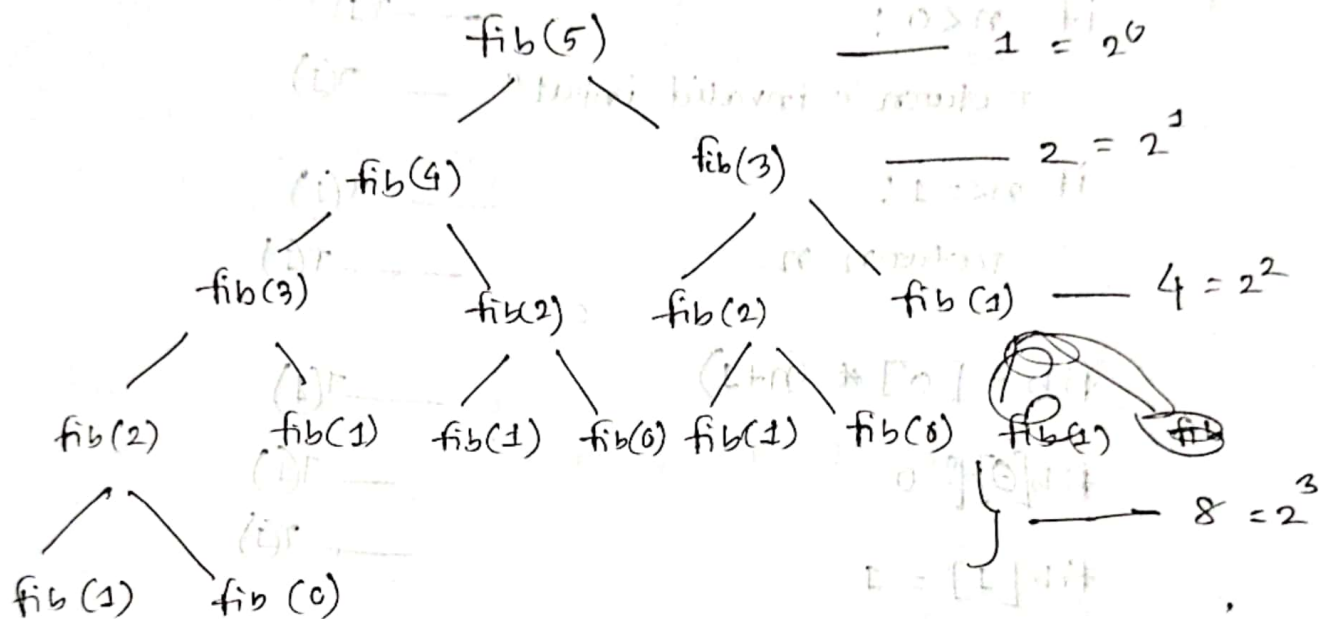 fib(5) —— 1 = 2^0
fib(4) fib(3) —— 2 = 2^1
fib(3) fib(2) fib(2) fib(1) —— 4 = 2^2
fib(2) fib(1) fib(1) fib(0) fib(1) fib(0)
} —— 8 = 2^3
fib(1) fib(0)